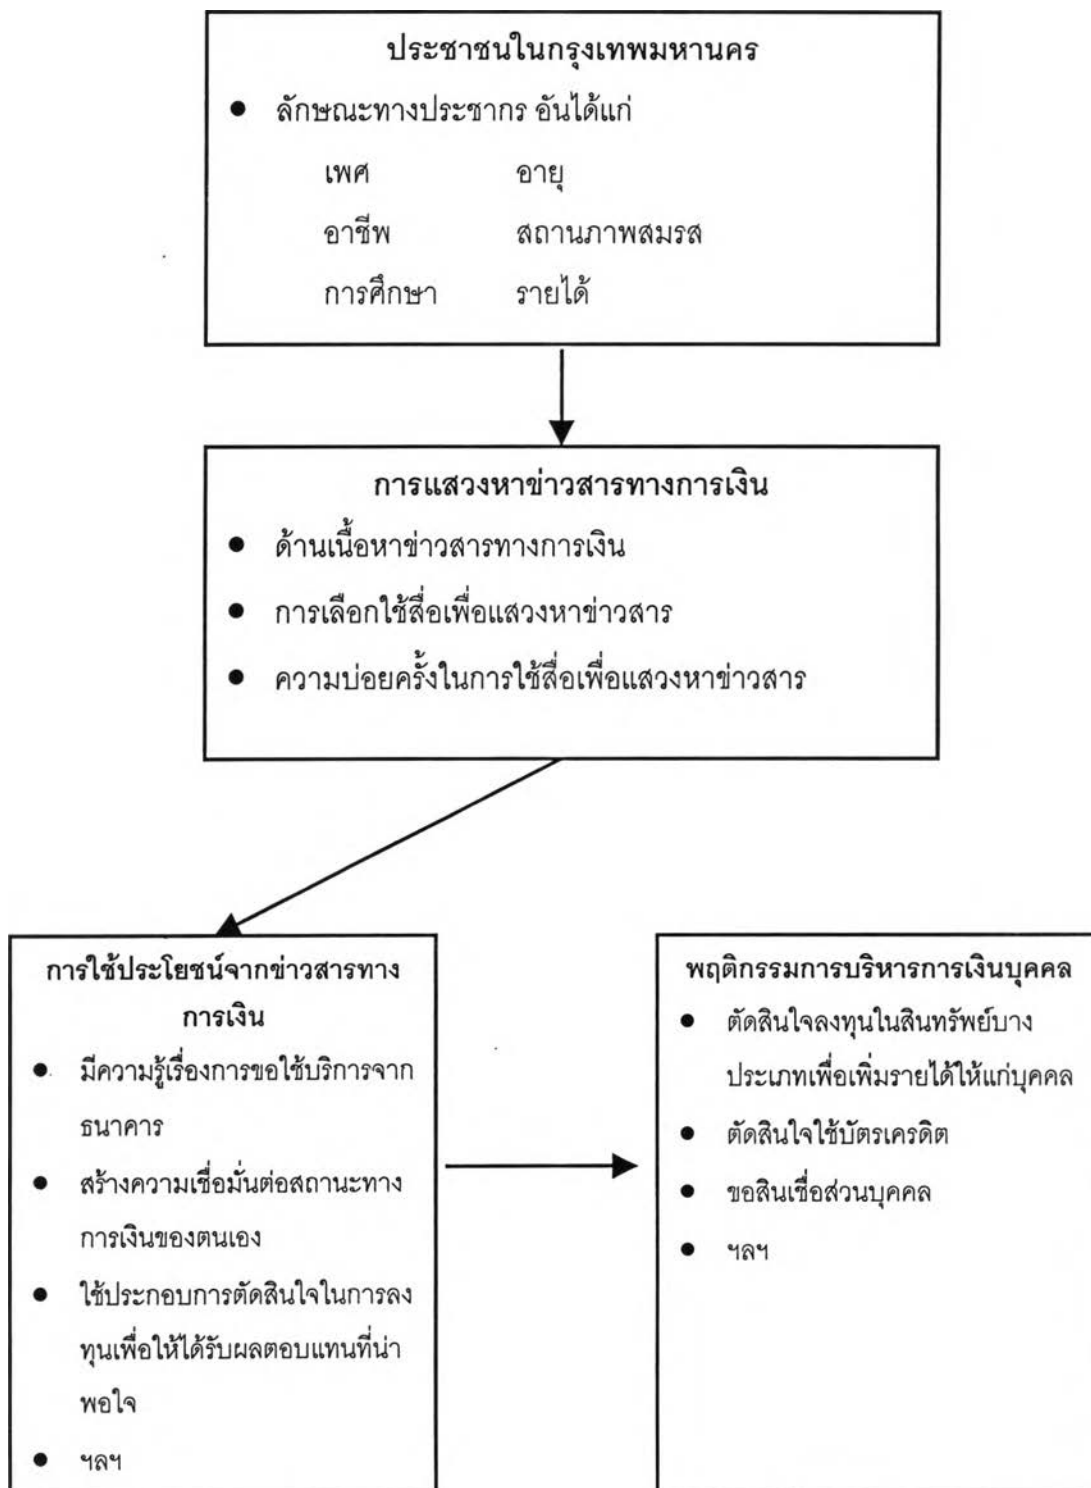 ประชาชนในกรุงเทพมหานคร
● ลักษณะทางประชากร อันได้แก่
เพศ อายุ
อาชีพ สถานภาพสมรส
การศึกษา รายได้
การแสวงหาข่าวสารทางการเงิน
● ด้านเนื้อหาข่าวสารทางการเงิน
● การเลือกใช้สื่อเพื่อแสวงหาข่าวสาร
● ความบ่อยครั้งในการใช้สื่อเพื่อแสวงหาข่าวสาร
การใช้ประโยชน์จากข่าวสารทาง
การเงิน
● มีความรู้เรื่องการขอใช้บริการจาก
ธนาคาร
● สร้างความเชื่อมั่นต่อสถานะทาง
การเงินของตนเอง
● ใช้ประกอบการตัดสินใจในการลง
ทุนเพื่อให้ได้รับผลตอบแทนที่น่า
พอใจ
● ฯลฯ
พฤติกรรมการบริหารการเงินบุคคล
● ตัดสินใจลงทุนในสินทรัพย์บาง
ประเภทเพื่อเพิ่มรายได้ให้แก่บุคคล
● ตัดสินใจใช้บัตรเครดิต
● ขอสินเชื่อส่วนบุคคล
● ฯลฯ